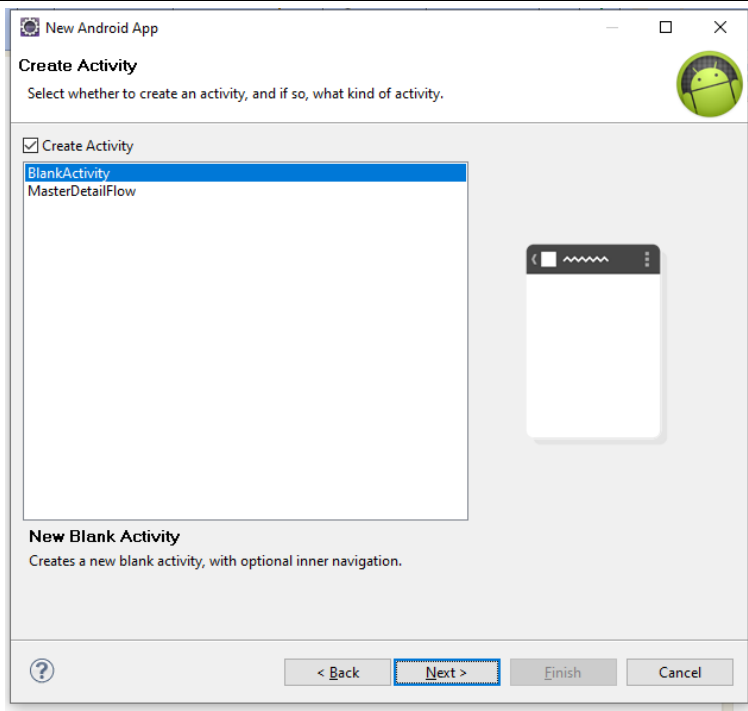 New Android App
Create Activity
Select whether to create an activity, and if so, what kind of activity.
Create Activity
BlankActivity
MasterDetailFlow
New Blank Activity
Creates a new blank activity, with optional inner navigation.
? < Back Next > Finish Cancel